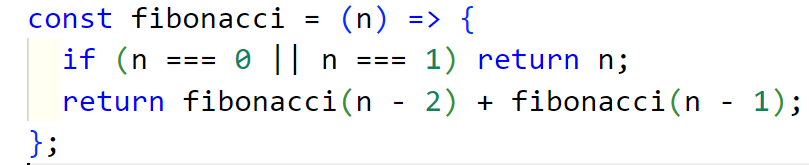 const fibonacci = (n) => {
  if (n === 0 || n === 1) return n;
  return fibonacci(n - 2) + fibonacci(n - 1);
};